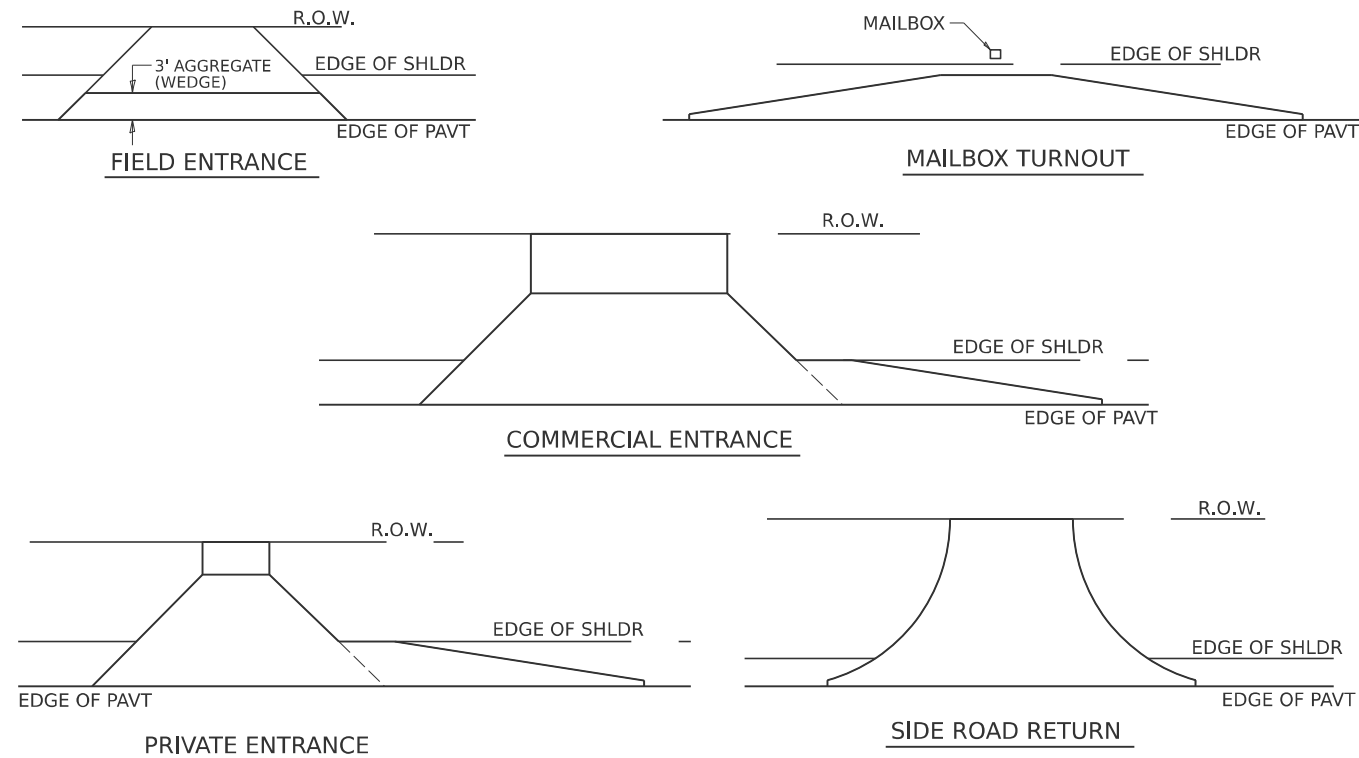 R.O.W.
3' AGGREGATE
(WEDGE)
EDGE OF SHLDR
EDGE OF PAVT
FIELD ENTRANCE
MAILBOX
EDGE OF SHLDR
EDGE OF PAVT
MAILBOX TURNOUT
R.O.W.
EDGE OF SHLDR
EDGE OF PAVT
COMMERCIAL ENTRANCE
R.O.W.
EDGE OF SHLDR
EDGE OF PAVT
PRIVATE ENTRANCE
R.O.W.
EDGE OF SHLDR
EDGE OF PAVT
SIDE ROAD RETURN